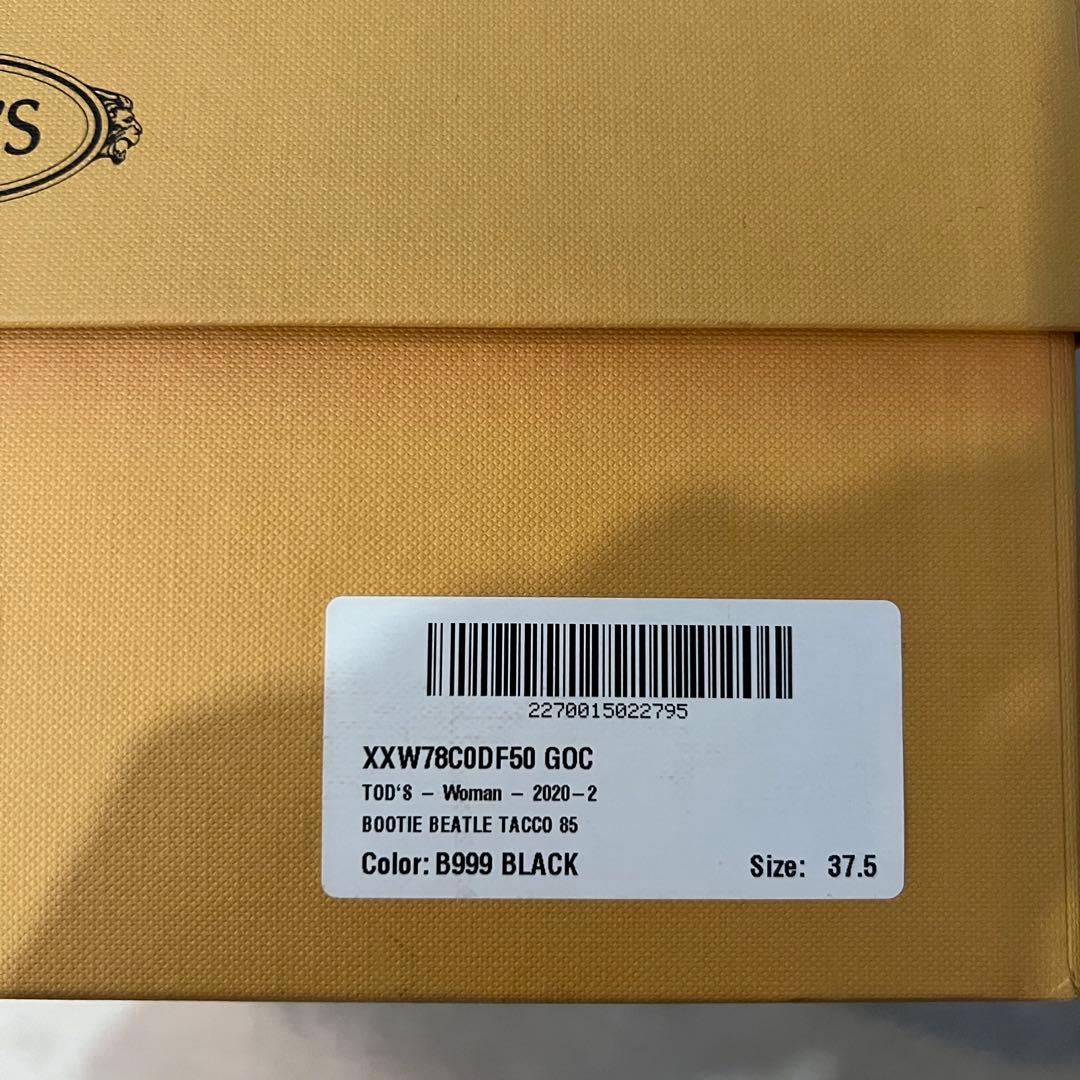 'S
2270015022795
XXW78C0DF50 GOC
TOD'S - Woman - 2020-2
BOOTIE BEATLE TACCO 85
Color: B999 BLACK Size: 37.5